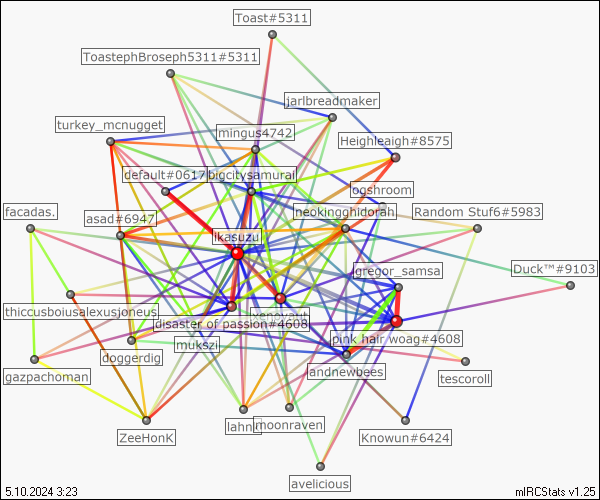 Toast#5311
ToastephBroseph5311#5311
jarlbreadmaker
turkey_mcnugget
mingus4742
Heighleaigh#8575
default#0617
bigcitysamurai
ogshroom
facadas.
asad#6947
neokingghidorah
Random Stuf6#5983
ikasuzu
gregor_samsa
Duck™#9103
thiccusboiusalexusjoneus
disaster of passion#4608
xenovant
mukszi
pink hair woag#4608
doggerdig
gazpachoman
andnewbees
tescoroll
ZeeHonK
lahn
moonraven
Knowun#6424
avelicious
5.10.2024 3:23
mIRCStats v1.25